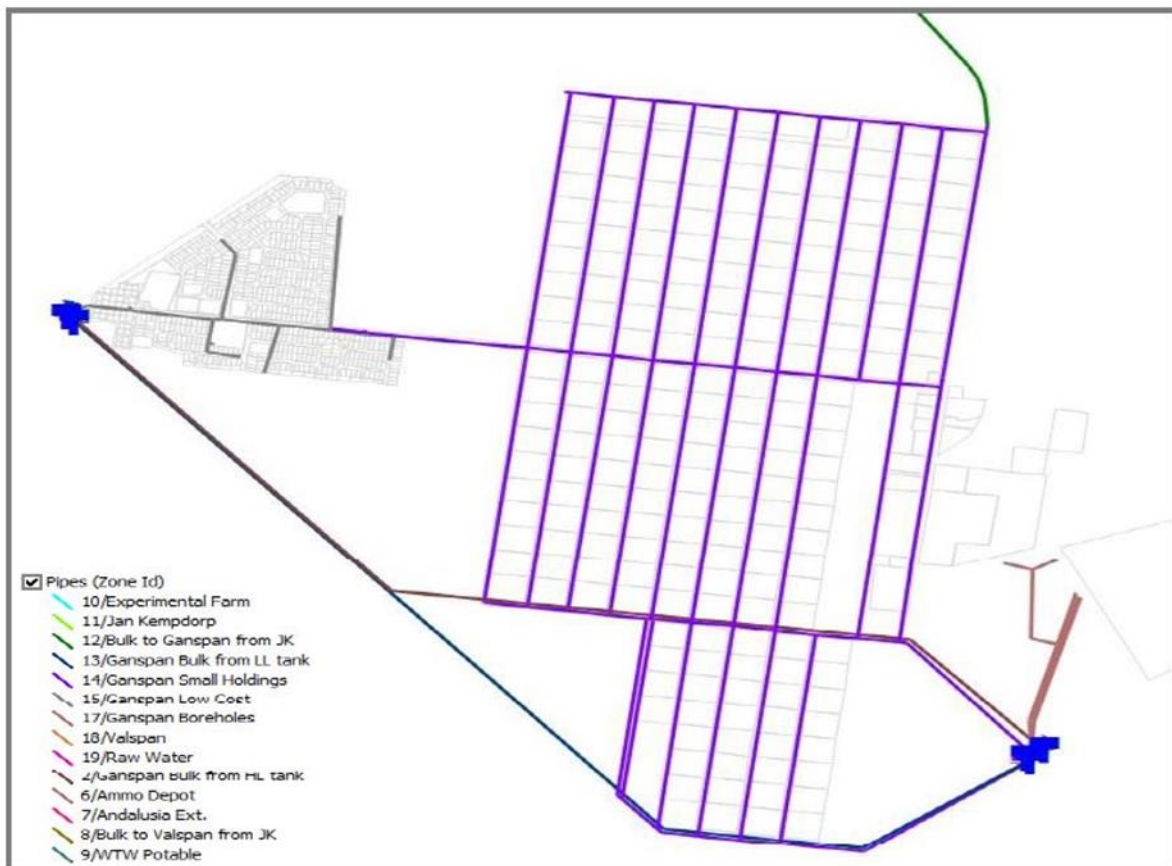 Pipes (Zone Id)
10/Experimental Farm
11/Jan Kempdorp
12/Bulk to Ganspan from JK
13/Ganspan Bulk from LL tank
14/Ganspan Small Holdings
15/Ganspan Low Cost
17/Ganspan Boreholes
18/Valspan
19/Raw Water
2/Ganspan Bulk from HL tank
6/Ammo Depot
7/Andalusia Ext.
8/Bulk to Valspan from JK
9/WTW Potable